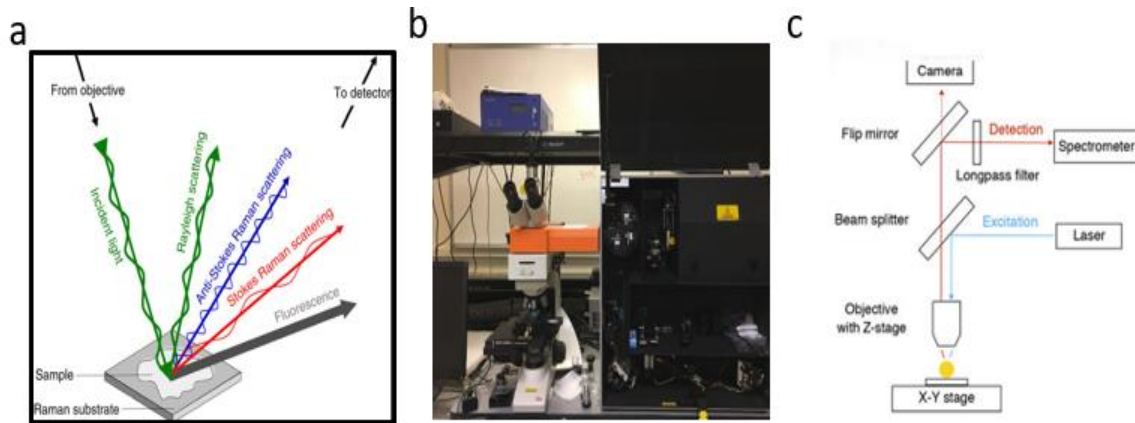 a
From objective
To detector
Incident light
Rayleigh scattering
Anti-Stokes Raman scattering
Stokes Raman scattering
Fluorescence
Sample
Raman substrate
b
c
Camera
Flip mirror
Detection
Spectrometer
Longpass filter
Beam splitter
Excitation
Laser
Objective
with Z-stage
X-Y stage